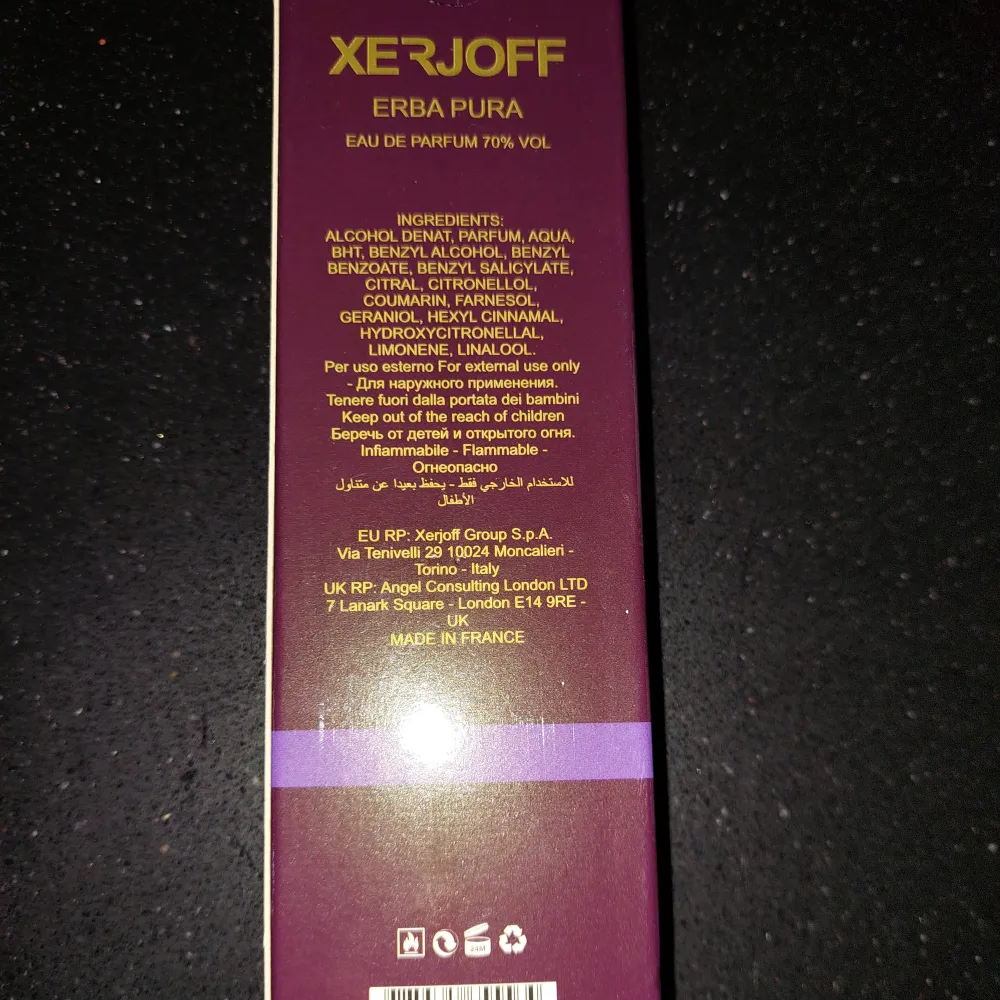 XERJOFF
ERBA PURA
EAU DE PARFUM 70% VOL
INGREDIENTS:
ALCOHOL DENAT, PARFUM, AQUA,
BHT, BENZYL ALCOHOL, BENZYL
BENZOATE, BENZYL SALICYLATE,
CITRAL, CITRONELLOL,
COUMARIN, FARNESOL,
GERANIOL, HEXYL CINNAMAL,
HYDROXYCITRONELLAL,
LIMONENE, LINALOOL.
Per uso esterno For external use only
- Для наружного применения.
Tenere fuori dalla portata dei bambini
Keep out of the reach of children
Беречь от детей и открытого огня.
Infiammabile - Flammable -
Огнеопасно
للاستخدام الخارجي فقط - يحفظ بعيدا عن متناول
الأطفال
EU RP: Xerjoff Group S.p.A.
Via Tenivelli 29 10024 Moncalieri -
Torino - Italy
UK RP: Angel Consulting London LTD
7 Lanark Square - London E14 9RE -
UK
MADE IN FRANCE
24M